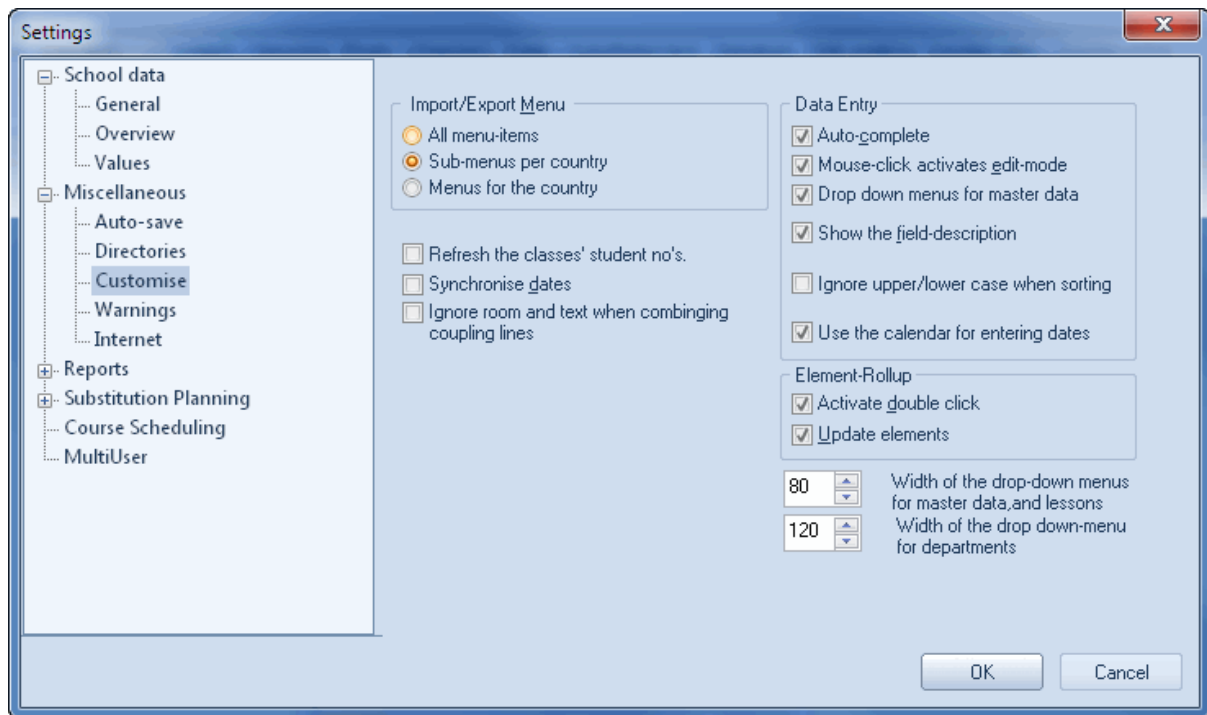 Settings
School data
General
Overview
Values
Miscellaneous
Auto-save
Directories
Customise
Warnings
Internet
Reports
Substitution Planning
Course Scheduling
MultiUser
Import/Export Menu
All menu-items
Sub-menus per country
Menus for the country
Refresh the classes' student no's.
Synchronise dates
Ignore room and text when combinging
coupling lines
Data Entry
Auto-complete
Mouse-click activates edit-mode
Drop down menus for master data
Show the field-description
Ignore upper/lower case when sorting
Use the calendar for entering dates
Element-Rollup
Activate double click
Update elements
80 Width of the drop-down menus
for master data,and lessons
120 Width of the drop down-menu
for departments
OK Cancel